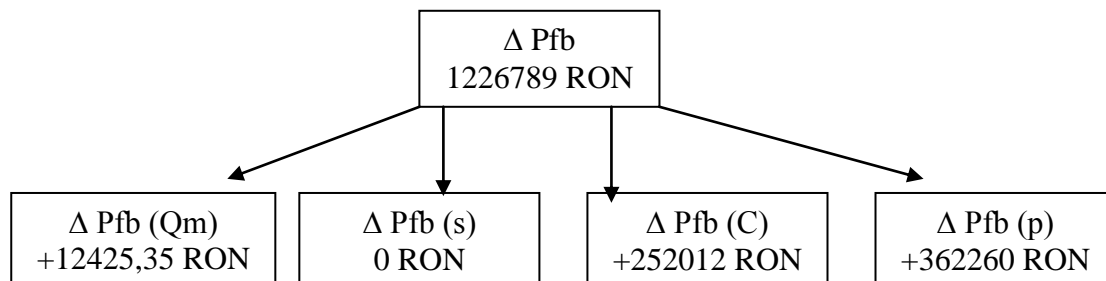 Δ Pfb
1226789 RON
Δ Pfb (Qm)
+12425,35 RON
Δ Pfb (s)
0 RON
Δ Pfb (C)
+252012 RON
Δ Pfb (p)
+362260 RON